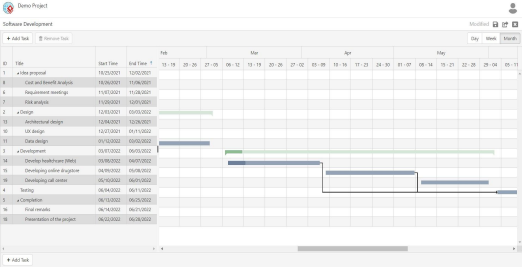 Demo Project
Software Development
Modified
+ Add Task
Remove Task
Day Week Month
Feb Mar Apr May
ID Title Start Time End Time ↑ 13 - 19 20 - 26 27 - 05 06 - 12 13 - 19 20 - 26 27 - 02 03 - 09 10 - 16 17 - 23 24 - 30 01 - 07 08 - 14 15 - 21 22 - 28 29 - 04 05 - 11
1 Idea proposal 10/25/2021 12/02/2021
8 Cost and Benefit Analysis 10/26/2021 11/06/2021
6 Requirement meetings 11/07/2021 11/28/2021
7 Risk analysis 11/29/2021 12/01/2021
2 Design 12/03/2021 03/03/2022
13 Architectural design 12/04/2021 12/26/2021
10 UX design 12/27/2021 01/11/2022
11 Data design 01/12/2022 03/02/2022
3 Development 03/07/2022 06/03/2022
14 Develop healthcare (Web) 03/08/2022 04/07/2022
15 Developing online drugstore 04/09/2022 05/08/2022
14 Developing call center 05/10/2022 06/01/2022
4 Testing 06/04/2022 06/11/2022
5 Completion 06/13/2022 06/25/2022
16 Final remarks 06/14/2022 06/21/2022
18 Presentation of the project 06/22/2022 06/28/2022
+ Add Task